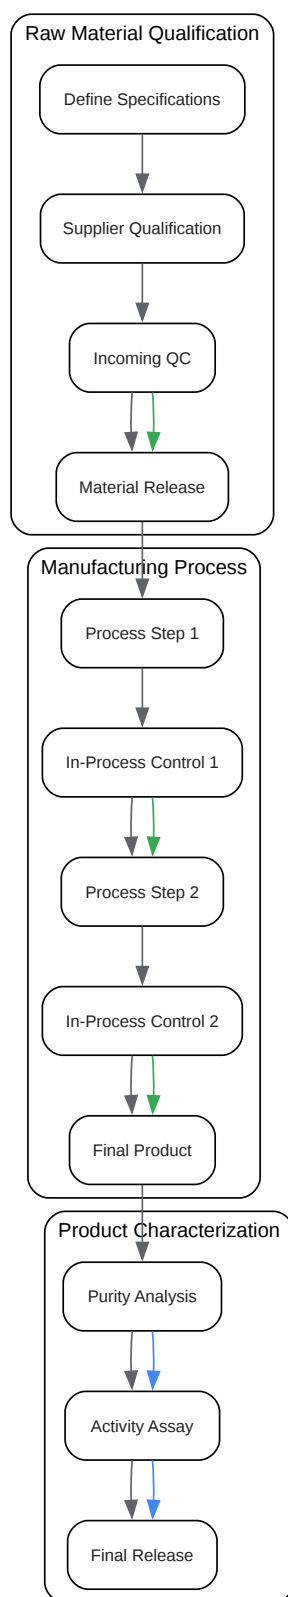 Raw Material Qualification
Define Specifications
Supplier Qualification
Incoming QC
Material Release
Manufacturing Process
Process Step 1
In-Process Control 1
Process Step 2
In-Process Control 2
Final Product
Product Characterization
Purity Analysis
Activity Assay
Final Release